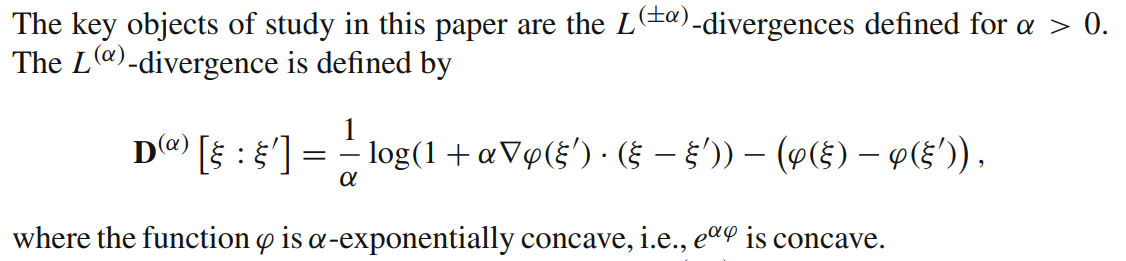 The key objects of study in this paper are the L^{(±α)}-divergences defined for α > 0.
The L^{(α)}-divergence is defined by
D^{(α)} [ξ : ξ′] = \frac{1}{α} log(1 + α∇φ(ξ′) · (ξ − ξ′)) − (φ(ξ) − φ(ξ′)) ,
where the function φ is α-exponentially concave, i.e., e^{αφ} is concave.